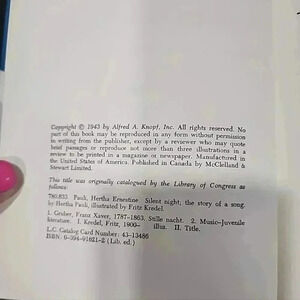 Copyright © 1943 by Alfred A. Knopf, Inc. All rights reserved. No
part of this book may be reproduced in any form without permission
in writing from the publisher, except by a reviewer who may quote
brief passages or reproduce not more than three illustrations in a
review to be printed in a magazine or newspaper. Manufactured in
the United States of America. Published in Canada by McClelland &
Stewart Limited.
This title was originally catalogued by the Library of Congress as
follows:
780.833 Pauli, Hertha Ernestine Silent night, the story of a song,
by Hertha Pauli, illustrated by Fritz Kredel.
1. Gruber, Franz Xaver, 1787-1863. Stille nacht. 2. Music-Juvenile
literature. I. Kredel, Fritz, 1900- illus. II. Title.
L.C. Catalog Card Number: 43-13486
ISBN: 0-394-91621-2 (Lib. ed.)